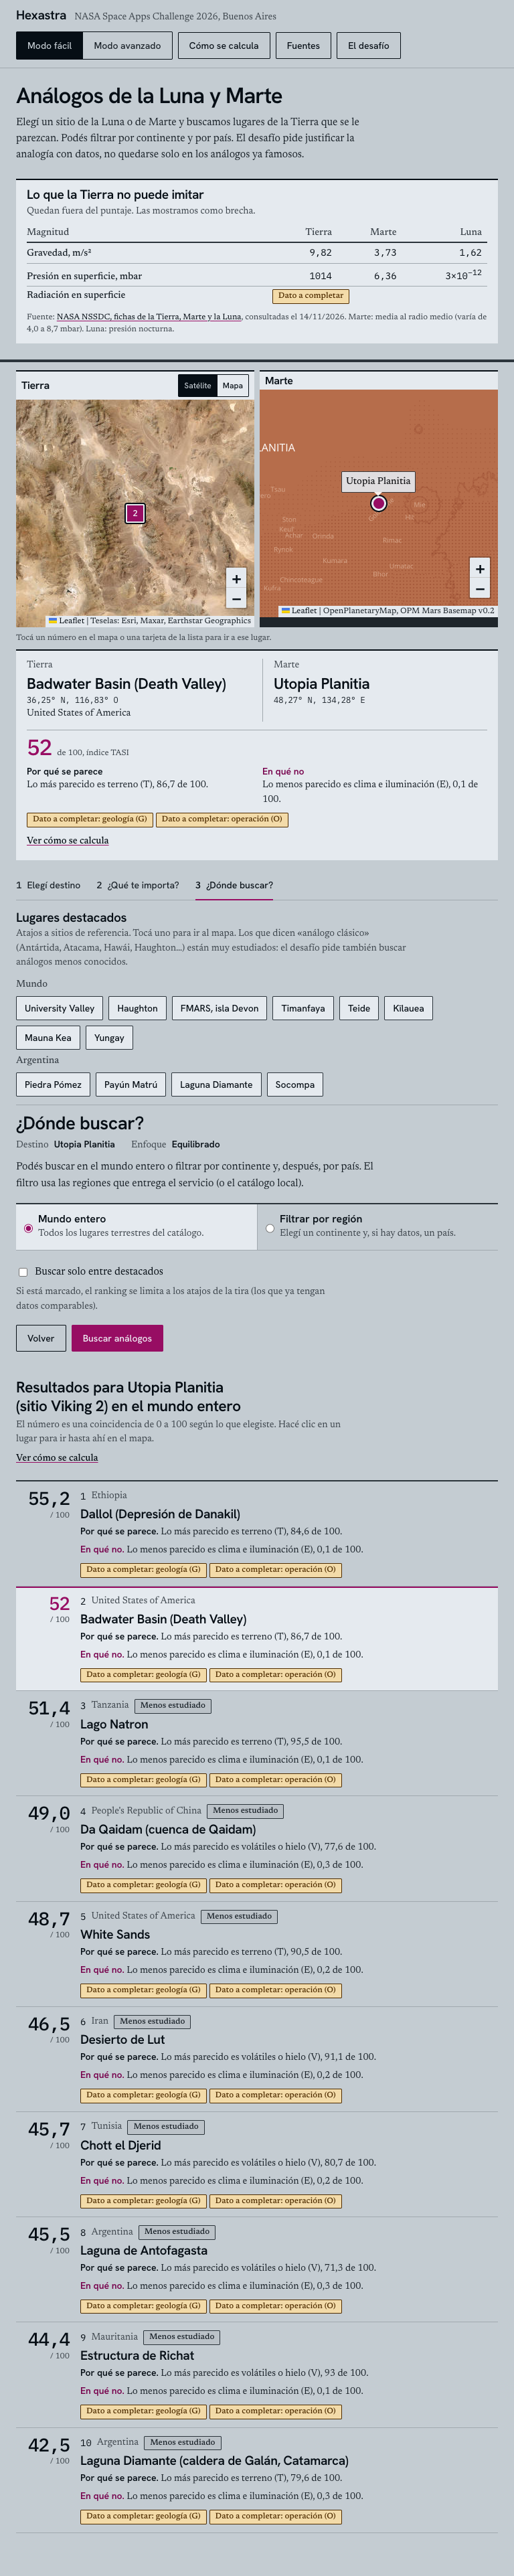 Hexastra NASA Space Apps Challenge 2026, Buenos Aires
Modo fácil Modo avanzado Cómo se calcula Fuentes El desafío
Análogos de la Luna y Marte
Elegí un sitio de la Luna o de Marte y buscamos lugares de la Tierra que se le
parezcan. Podés filtrar por continente y por país. El desafío pide justificar la
analogía con datos, no quedarse solo en los análogos ya famosos.
Lo que la Tierra no puede imitar
Quedan fuera del puntaje. Las mostramos como brecha.
Magnitud Tierra Marte Luna
Gravedad, m/s² 9,82 3,73 1,62
Presión en superficie, mbar 1014 6,36 3×10⁻¹²
Radiación en superficie Dato a completar
Fuente: NASA NSSDC, fichas de la Tierra, Marte y la Luna, consultadas el 14/11/2026. Marte: media al radio medio (varía de
4,0 a 8,7 mbar). Luna: presión nocturna.
Tierra Satélite Mapa
Marte
2
+
−
Leaflet | Teselas: Esri, Maxar, Earthstar Geographics
LANITIA
Utopia Planitia
Tsau
Mie
Achar Orinda
Rimac
Rynok
Kumara
Bhor
Chincoteague
Kufra
+
−
Leaflet | OpenPlanetaryMap, OPM Mars Basemap v0.2
Tocá un número en el mapa o una tarjeta de la lista para ir a ese lugar.
Tierra
Badwater Basin (Death Valley)
36,25° N, 116,83° O
United States of America
Marte
Utopia Planitia
48,27° N, 134,28° E
52 de 100, índice TASI
Por qué se parece
Lo más parecido es terreno (T), 86,7 de 100.
En qué no
Lo menos parecido es clima e iluminación (E), 0,1 de
100.
Dato a completar: geología (G) Dato a completar: operación (O)
Ver cómo se calcula
1 Elegí destino 2 ¿Qué te importa? 3 ¿Dónde buscar?
Lugares destacados
Atajos a sitios de referencia. Tocá uno para ir al mapa. Los que dicen «análogo clásico»
(Antártida, Atacama, Hawái, Haughton…) están muy estudiados: el desafío pide también buscar
análogos menos conocidos.
Mundo
University Valley Haughton FMARS, isla Devon Timanfaya Teide Kilauea
Mauna Kea Yungay
Argentina
Piedra Pómez Payún Matrú Laguna Diamante Socompa
¿Dónde buscar?
Destino Utopia Planitia Enfoque Equilibrado
Podés buscar en el mundo entero o filtrar por continente y, después, por país. El
filtro usa las regiones que entrega el servicio (o el catálogo local).
Mundo entero
Todos los lugares terrestres del catálogo.
Filtrar por región
Elegí un continente y, si hay datos, un país.
Buscar solo entre destacados
Si está marcado, el ranking se limita a los atajos de la tira (los que ya tengan
datos comparables).
Volver Buscar análogos
Resultados para Utopia Planitia
(sitio Viking 2) en el mundo entero
El número es una coincidencia de 0 a 100 según lo que elegiste. Hacé clic en un
lugar para ir hasta ahí en el mapa.
Ver cómo se calcula
55,2 / 100 1 Ethiopia
Dallol (Depresión de Danakil)
Por qué se parece. Lo más parecido es terreno (T), 84,6 de 100.
En qué no. Lo menos parecido es clima e iluminación (E), 0,1 de 100.
Dato a completar: geología (G) Dato a completar: operación (O)
52 / 100 2 United States of America
Badwater Basin (Death Valley)
Por qué se parece. Lo más parecido es terreno (T), 86,7 de 100.
En qué no. Lo menos parecido es clima e iluminación (E), 0,1 de 100.
Dato a completar: geología (G) Dato a completar: operación (O)
51,4 / 100 3 Tanzania Menos estudiado
Lago Natron
Por qué se parece. Lo más parecido es terreno (T), 95,5 de 100.
En qué no. Lo menos parecido es clima e iluminación (E), 0,1 de 100.
Dato a completar: geología (G) Dato a completar: operación (O)
49,0 / 100 4 People's Republic of China Menos estudiado
Da Qaidam (cuenca de Qaidam)
Por qué se parece. Lo más parecido es volátiles o hielo (V), 77,6 de 100.
En qué no. Lo menos parecido es clima e iluminación (E), 0,3 de 100.
Dato a completar: geología (G) Dato a completar: operación (O)
48,7 / 100 5 United States of America Menos estudiado
White Sands
Por qué se parece. Lo más parecido es terreno (T), 90,5 de 100.
En qué no. Lo menos parecido es clima e iluminación (E), 0,2 de 100.
Dato a completar: geología (G) Dato a completar: operación (O)
46,5 / 100 6 Iran Menos estudiado
Desierto de Lut
Por qué se parece. Lo más parecido es volátiles o hielo (V), 91,1 de 100.
En qué no. Lo menos parecido es clima e iluminación (E), 0,2 de 100.
Dato a completar: geología (G) Dato a completar: operación (O)
45,7 / 100 7 Tunisia Menos estudiado
Chott el Djerid
Por qué se parece. Lo más parecido es volátiles o hielo (V), 80,7 de 100.
En qué no. Lo menos parecido es clima e iluminación (E), 0,2 de 100.
Dato a completar: geología (G) Dato a completar: operación (O)
45,5 / 100 8 Argentina Menos estudiado
Laguna de Antofagasta
Por qué se parece. Lo más parecido es volátiles o hielo (V), 71,3 de 100.
En qué no. Lo menos parecido es clima e iluminación (E), 0,3 de 100.
Dato a completar: geología (G) Dato a completar: operación (O)
44,4 / 100 9 Mauritania Menos estudiado
Estructura de Richat
Por qué se parece. Lo más parecido es volátiles o hielo (V), 93 de 100.
En qué no. Lo menos parecido es clima e iluminación (E), 0,1 de 100.
Dato a completar: geología (G) Dato a completar: operación (O)
42,5 / 100 10 Argentina Menos estudiado
Laguna Diamante (caldera de Galán, Catamarca)
Por qué se parece. Lo más parecido es terreno (T), 79,6 de 100.
En qué no. Lo menos parecido es clima e iluminación (E), 0,3 de 100.
Dato a completar: geología (G) Dato a completar: operación (O)